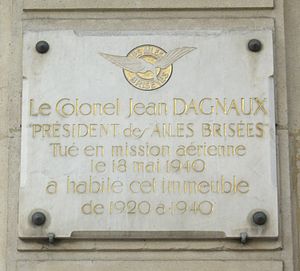 Le Colonel Jean DAGNAUX
"PRÉSIDENT des AILES BRISÉES"
Tué en mission aérienne
le 18 mai 1940
a habité cet immeuble
de 1920 a 1940